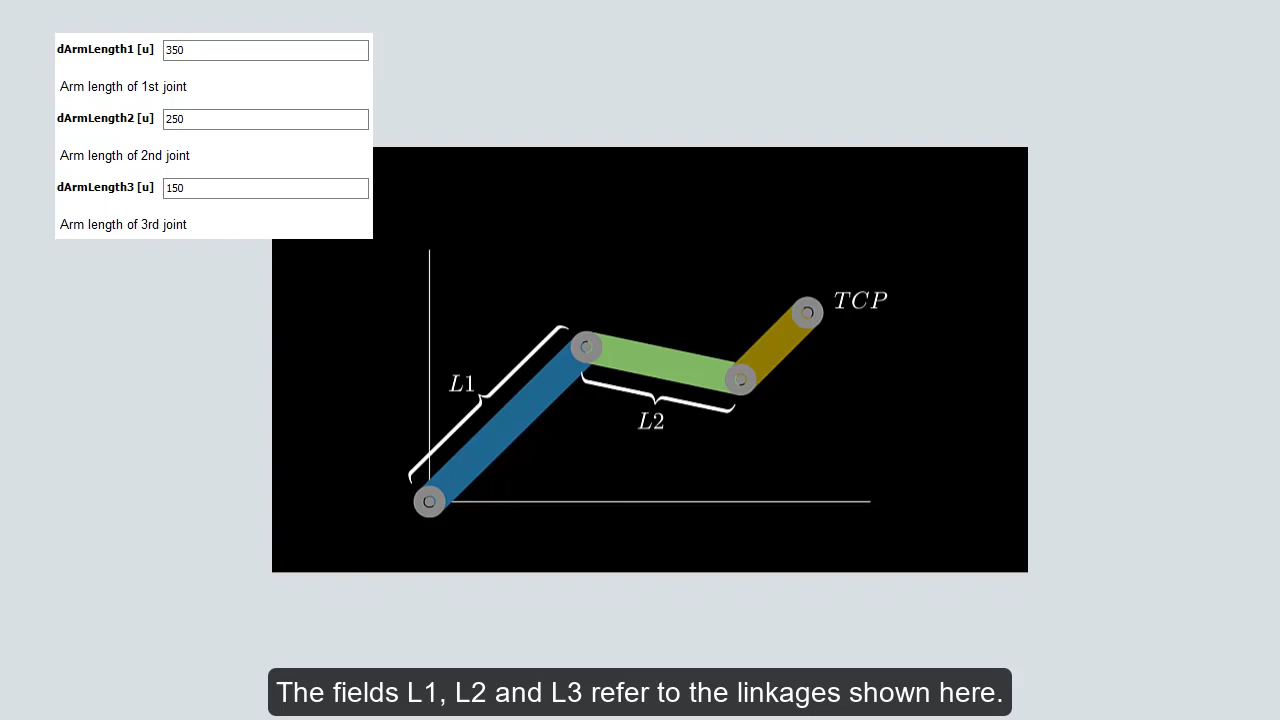 dArmLength1 [u] 350
Arm length of 1st joint
dArmLength2 [u] 250
Arm length of 2nd joint
dArmLength3 [u] 150
Arm length of 3rd joint
TCP
L1
L2
The fields L1, L2 and L3 refer to the linkages shown here.